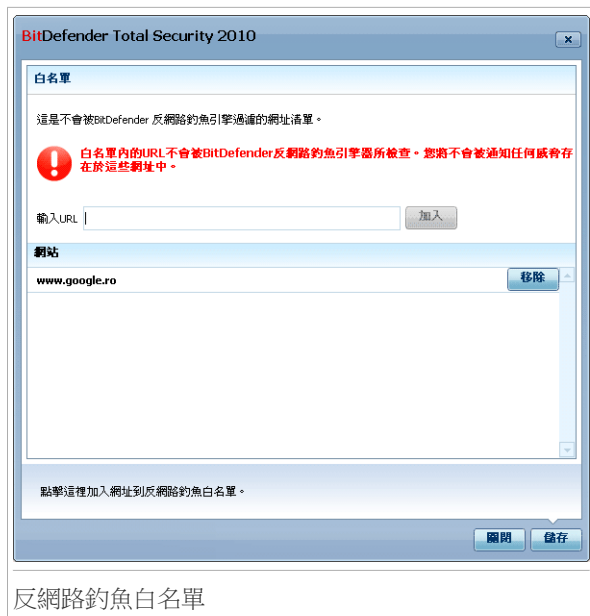 BitDefender Total Security 2010
白名單
這是不會被BitDefender 反網路釣魚引擎過濾的網址清單。
白名單內的URL不會被BitDefender反網路釣魚引擎器所檢查。您將不會被通知任何威脅存
在於這些網址中。
輸入URL
加入
網站
www.google.ro
移除
點擊這裡加入網址到反網路釣魚白名單。
關閉
儲存
反網路釣魚白名單